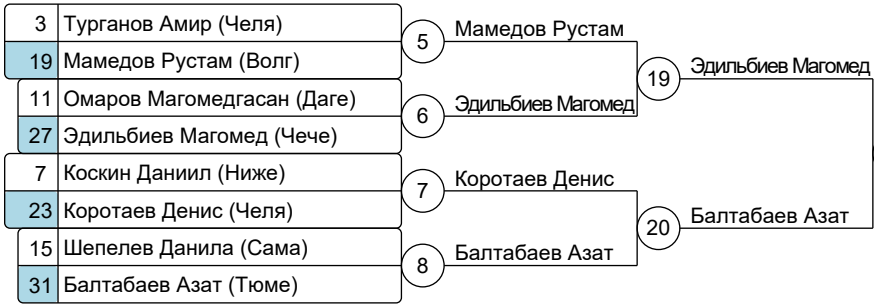 3 Турганов Амир (Челя)
19 Мамедов Рустам (Волг)
11 Омаров Магомедгасан (Даге)
27 Эдильбиев Магомед (Чече)
7 Коскин Даниил (Ниже)
23 Коротаев Денис (Челя)
15 Шепелев Данила (Сама)
31 Балтабаев Азат (Тюме)
5 Мамедов Рустам
6 Эдильбиев Магомед
7 Коротаев Денис
8 Балтабаев Азат
19 Эдильбиев Магомед
20 Балтабаев Азат